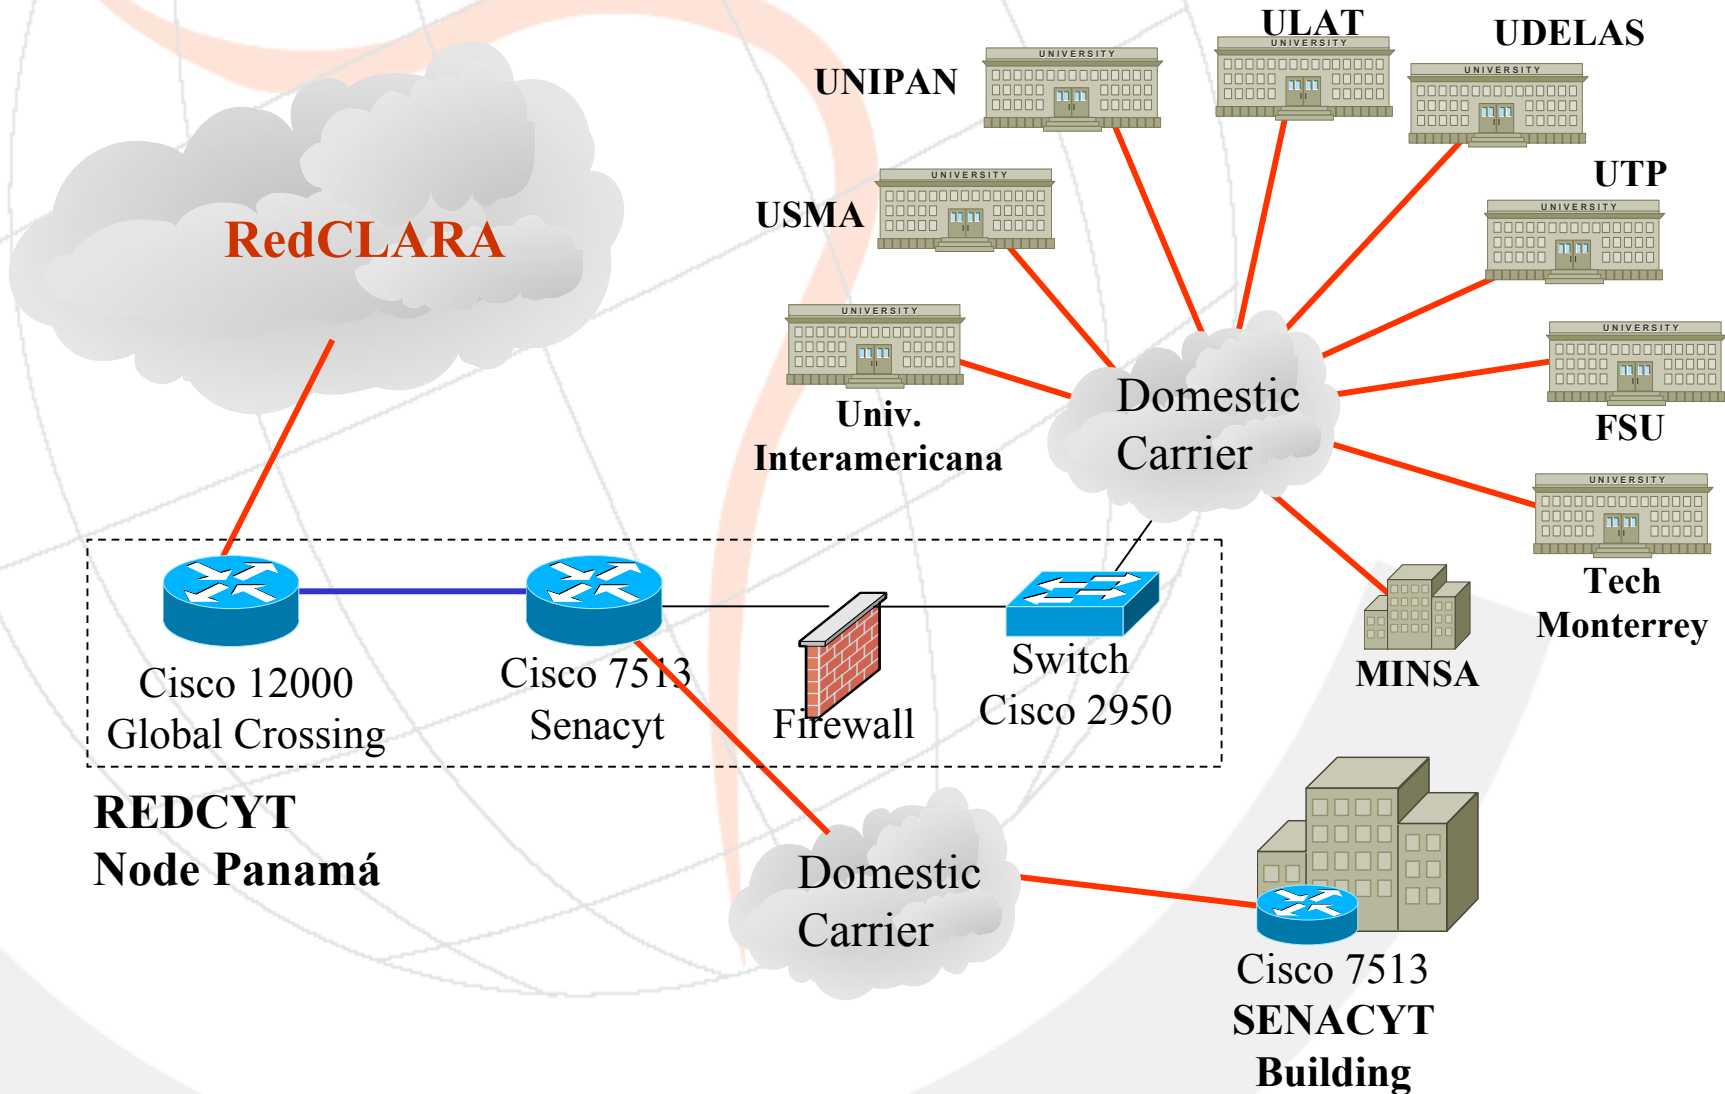 ULAT
UNIVERSITY
UDELAS
UNIVERSITY
UNIPAN
UNIVERSITY
UTP
UNIVERSITY
USMA
UNIVERSITY
RedCLARA
UNIVERSITY
Univ.
Interamericana
Domestic
Carrier
UNIVERSITY
FSU
UNIVERSITY
Tech
Monterrey
MINSA
Cisco 12000
Global Crossing
Cisco 7513
Senacyt
Firewall
Switch
Cisco 2950
REDCYT
Node Panamá
Domestic
Carrier
Cisco 7513
SENACYT
Building